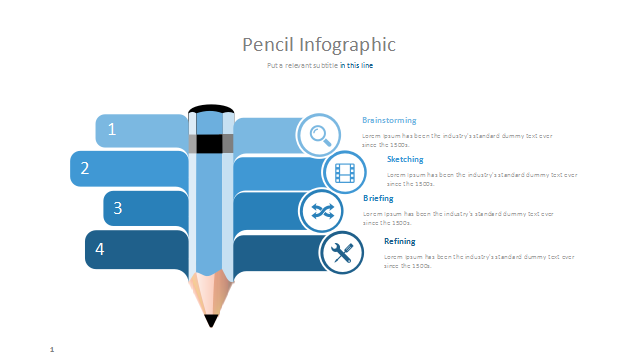 Pencil Infographic
Put a relevant subtitle in this line
1
Brainstorming
Lorem ipsum has been the industry's standard dummy text ever
since the 1500s.
2
Sketching
Lorem ipsum has been the industry's standard dummy text ever
since the 1500s.
3
Briefing
Lorem ipsum has been the industry's standard dummy text ever
since the 1500s.
4
Refining
Lorem ipsum has been the industry's standard dummy text ever
since the 1500s.
1